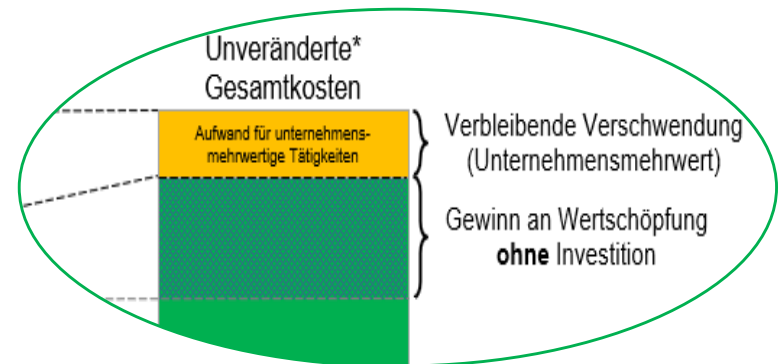 Unveränderte*
Gesamtkosten
Aufwand für unternehmens-
mehrwertige Tätigkeiten
Verbleibende Verschwendung
(Unternehmensmehrwert)
Gewinn an Wertschöpfung
ohne Investition